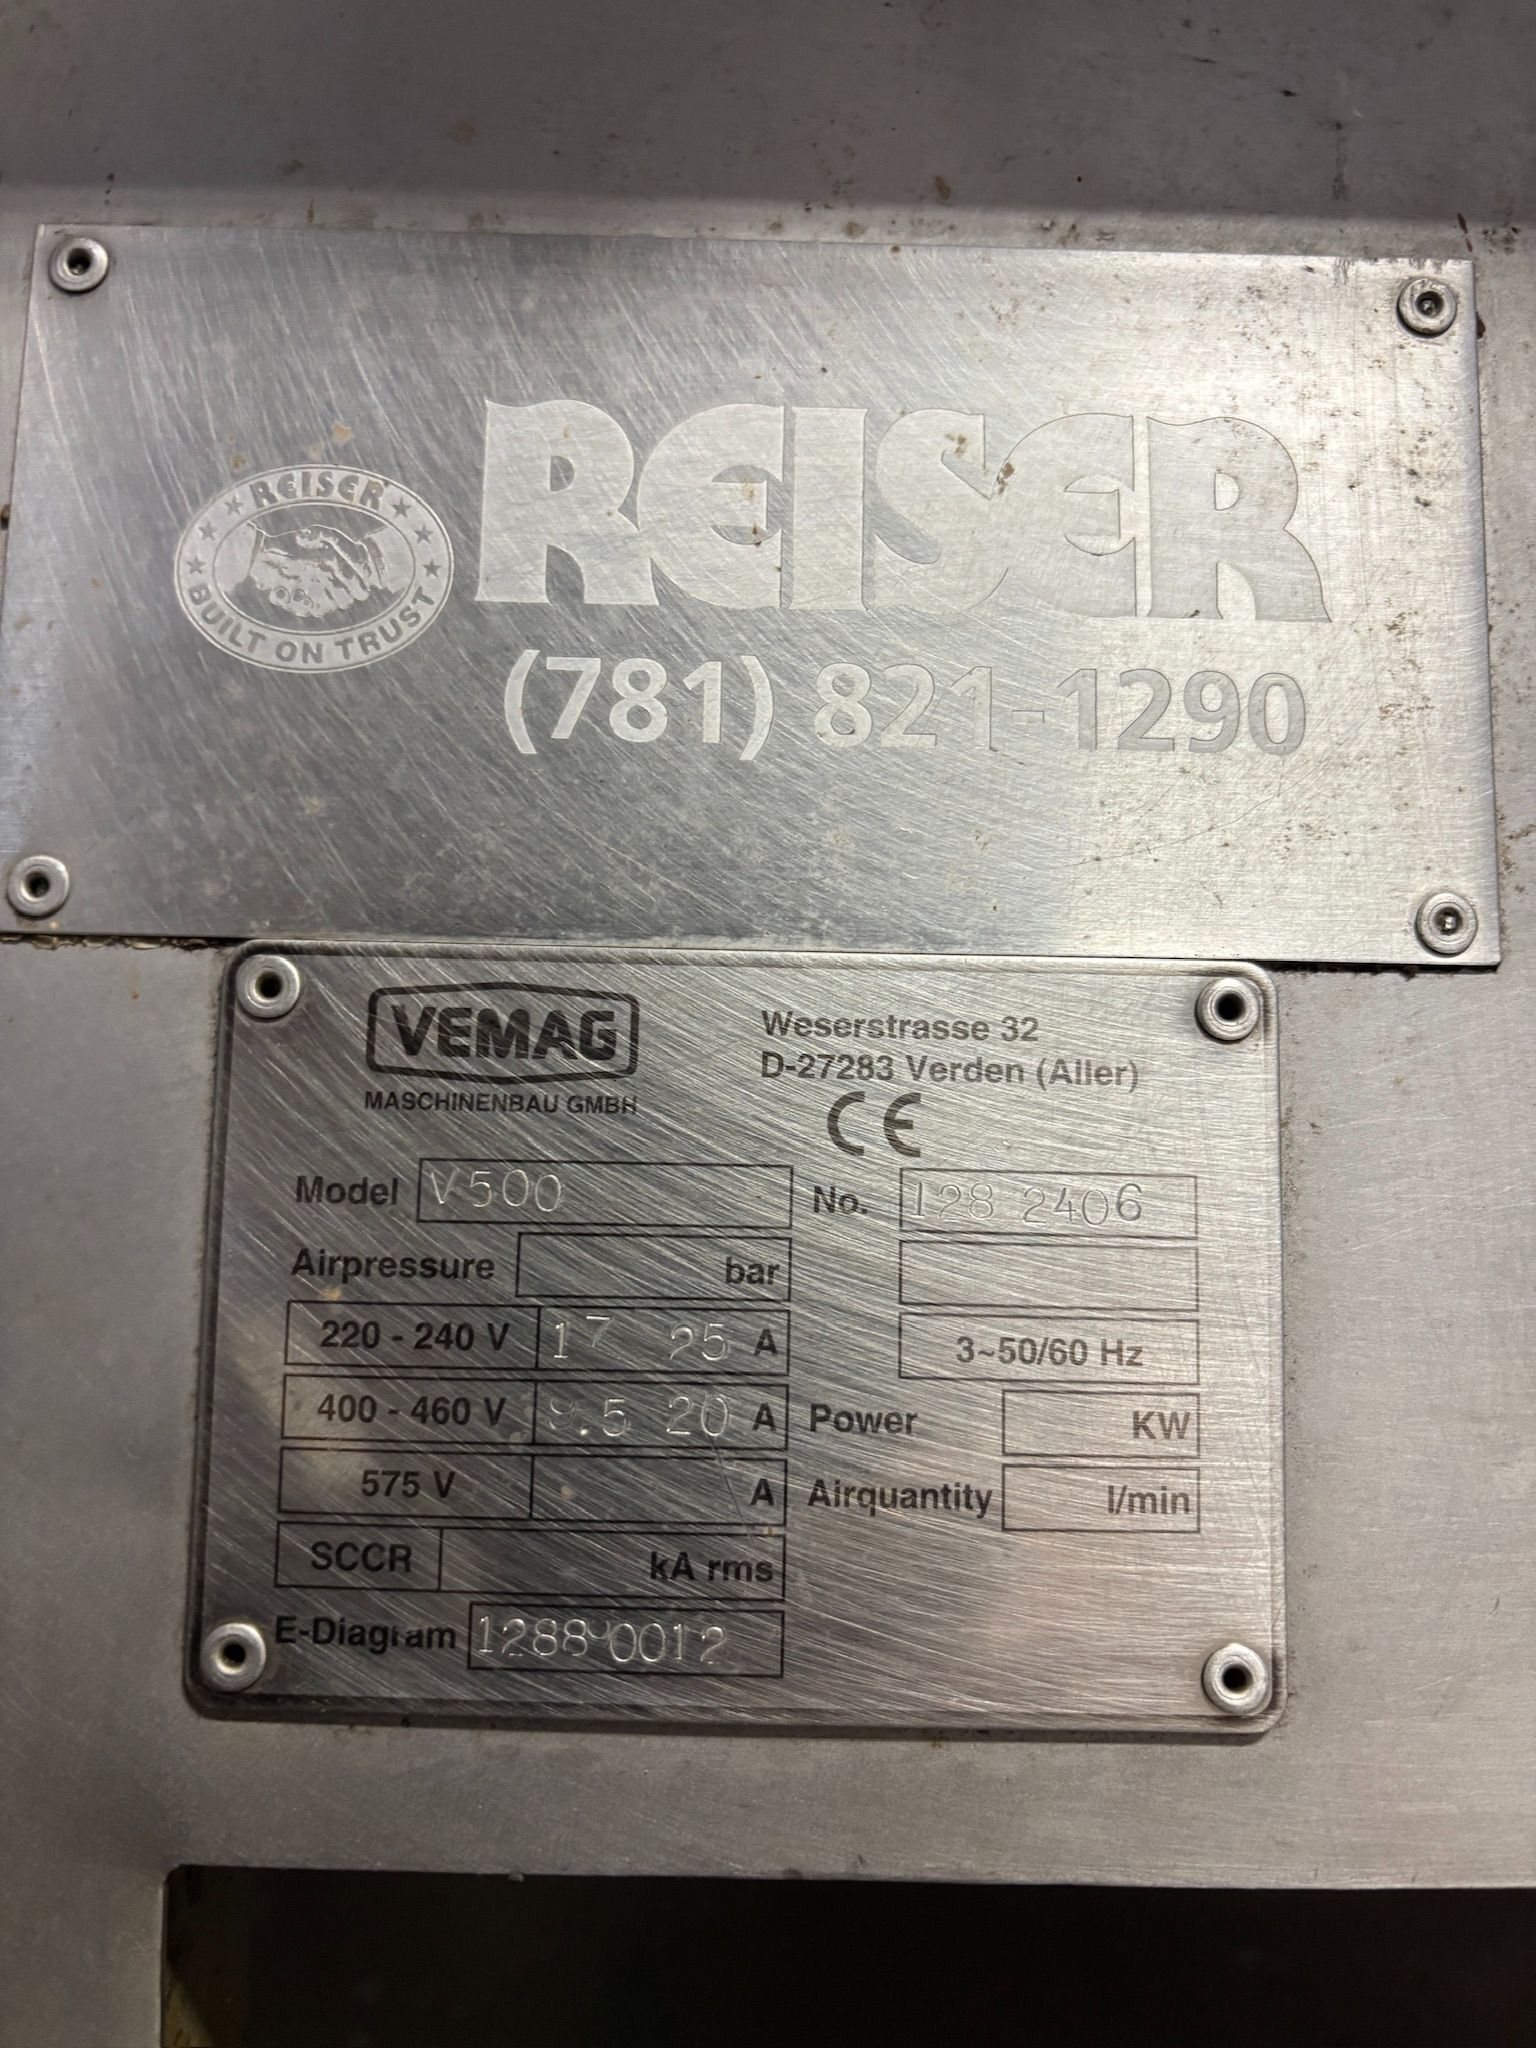 REISER
BUILT ON TRUST
REISER
(781) 821-1290
VEMAG
MASCHINENBAU GMBH
Weserstrasse 32
D-27283 Verden (Aller)
CE
Model V500 No. 128 2406
Airpressure bar
220 - 240 V 17 25 A 3~50/60 Hz
400 - 460 V 9.5 20 A Power KW
575 V A Airquantity l/min
SCCR kA rms
E-Diagram